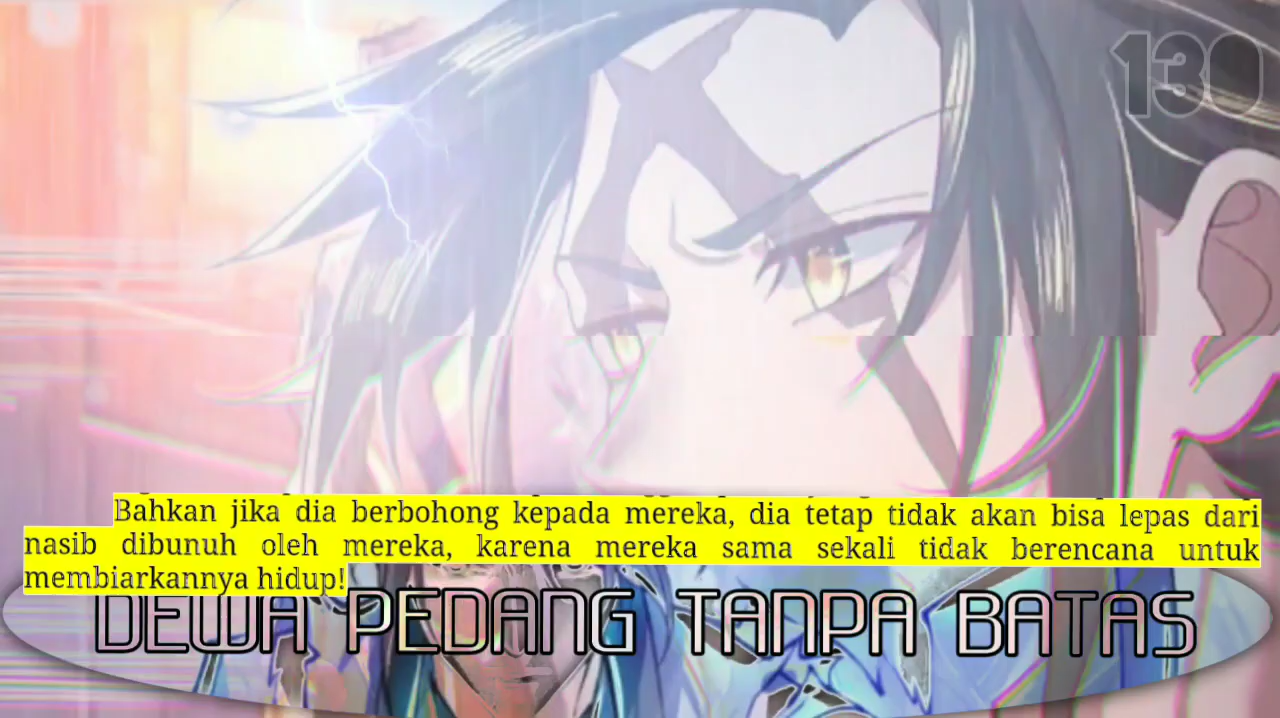 130
Bahkan jika dia berbohong kepada mereka, dia tetap tidak akan bisa lepas dari
nasib dibunuh oleh mereka, karena mereka sama sekali tidak berencana untuk
membiarkannya hidup!
DEWA PEDANG TANPA BATAS